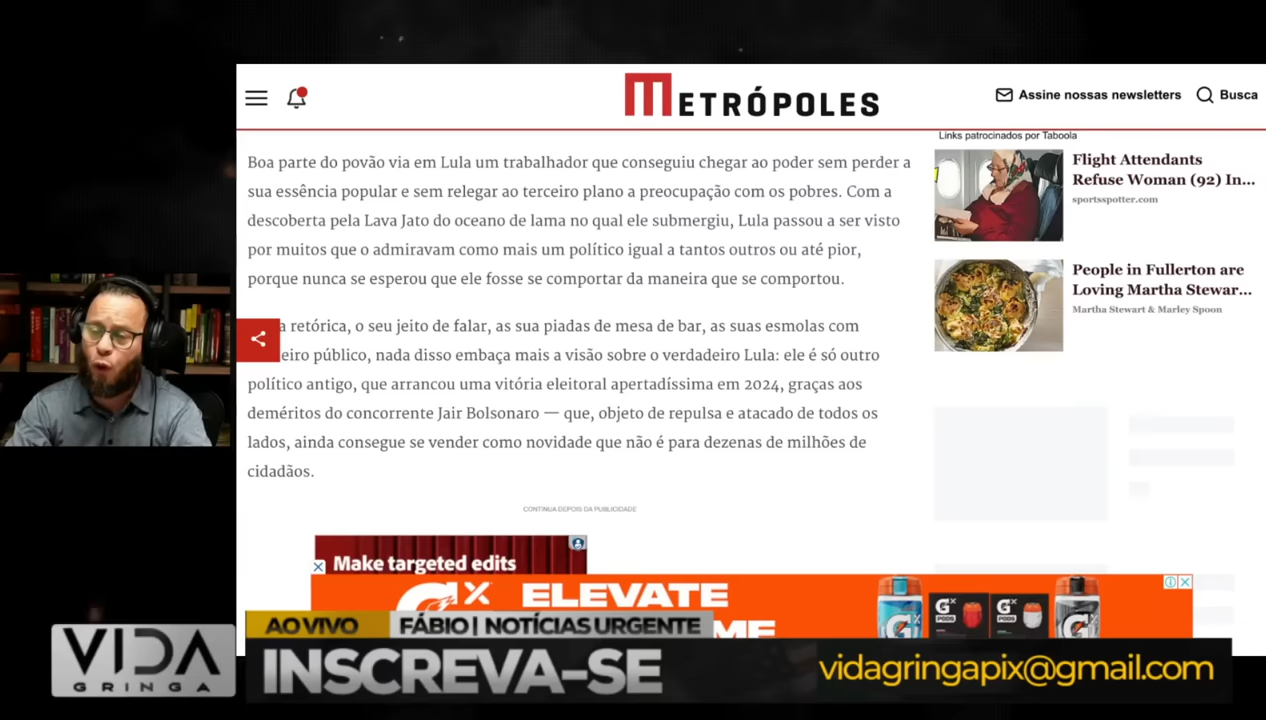 METRÓPOLES
Assine nossas newsletters
Busca
Boa parte do povão via em Lula um trabalhador que conseguiu chegar ao poder sem perder a
sua essência popular e sem relegar ao terceiro plano a preocupação com os pobres. Com a
descoberta pela Lava Jato do oceano de lama no qual ele submergiu, Lula passou a ser visto
por muitos que o admiravam como mais um político igual a tantos outros ou até pior,
porque nunca se esperou que ele fosse se comportar da maneira que se comportou.
a retórica, o seu jeito de falar, as sua piadas de mesa de bar, as suas esmolas com
eiro público, nada disso embaça mais a visão sobre o verdadeiro Lula: ele é só outro
político antigo, que arrancou uma vitória eleitoral apertadíssima em 2024, graças aos
deméritos do concorrente Jair Bolsonaro — que, objeto de repulsa e atacado de todos os
lados, ainda consegue se vender como novidade que não é para dezenas de milhões de
cidadãos.
CONTINUA DEPOIS DA PUBLICIDADE
Links patrocinados por Taboola
Flight Attendants
Refuse Woman (92) In...
sportsspotter.com
People in Fullerton are
Loving Martha Stewar...
Martha Stewart & Marley Spoon
Make targeted edits
GX
ELEVATE
ME
GX
PODS
GX
PODS
AO VIVO
FÁBIO | NOTÍCIAS URGENTE
VIDA
GRINGA
INSCREVA-SE
vidagringapix@gmail.com